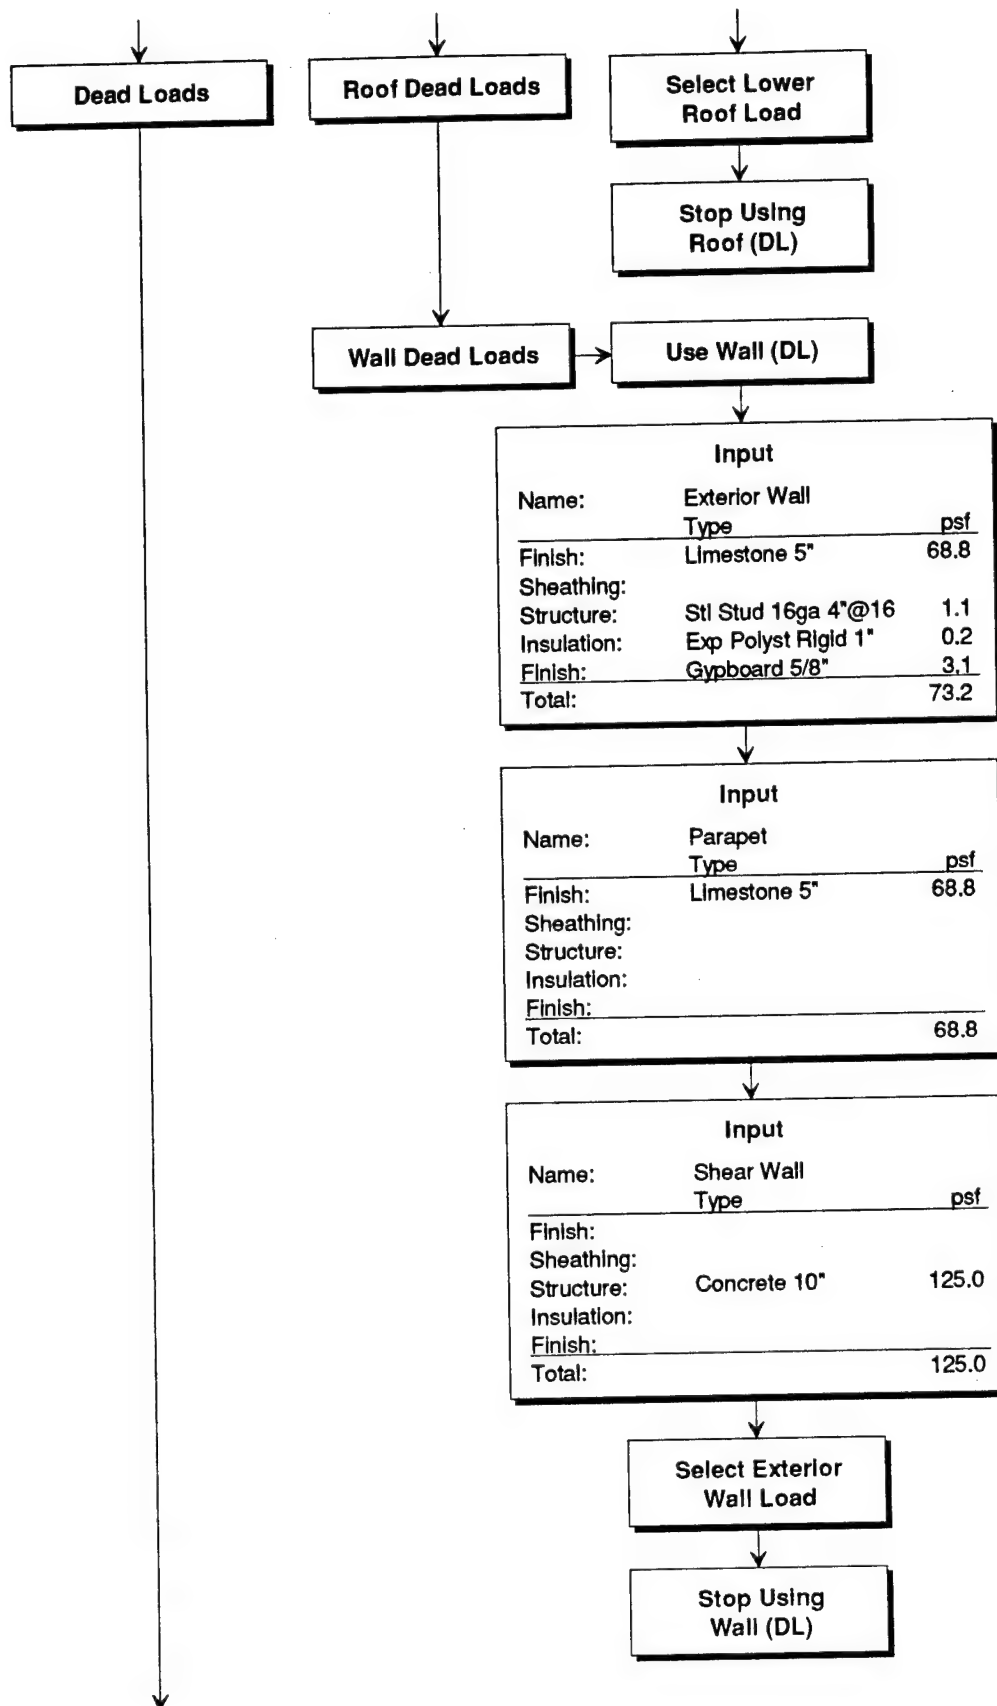 Dead Loads
Roof Dead Loads
Select Lower
Roof Load
Stop Using
Roof (DL)
Wall Dead Loads
Use Wall (DL)
Input
Name: Exterior Wall
Type psf
Finish: Limestone 5" 68.8
Sheathing:
Structure: Stl Stud 16ga 4"@16 1.1
Insulation: Exp Polyst Rigid 1" 0.2
Finish: Gypboard 5/8" 3.1
Total: 73.2
Input
Name: Parapet
Type psf
Finish: Limestone 5" 68.8
Sheathing:
Structure:
Insulation:
Finish:
Total: 68.8
Input
Name: Shear Wall
Type psf
Finish:
Sheathing:
Structure: Concrete 10" 125.0
Insulation:
Finish:
Total: 125.0
Select Exterior
Wall Load
Stop Using
Wall (DL)